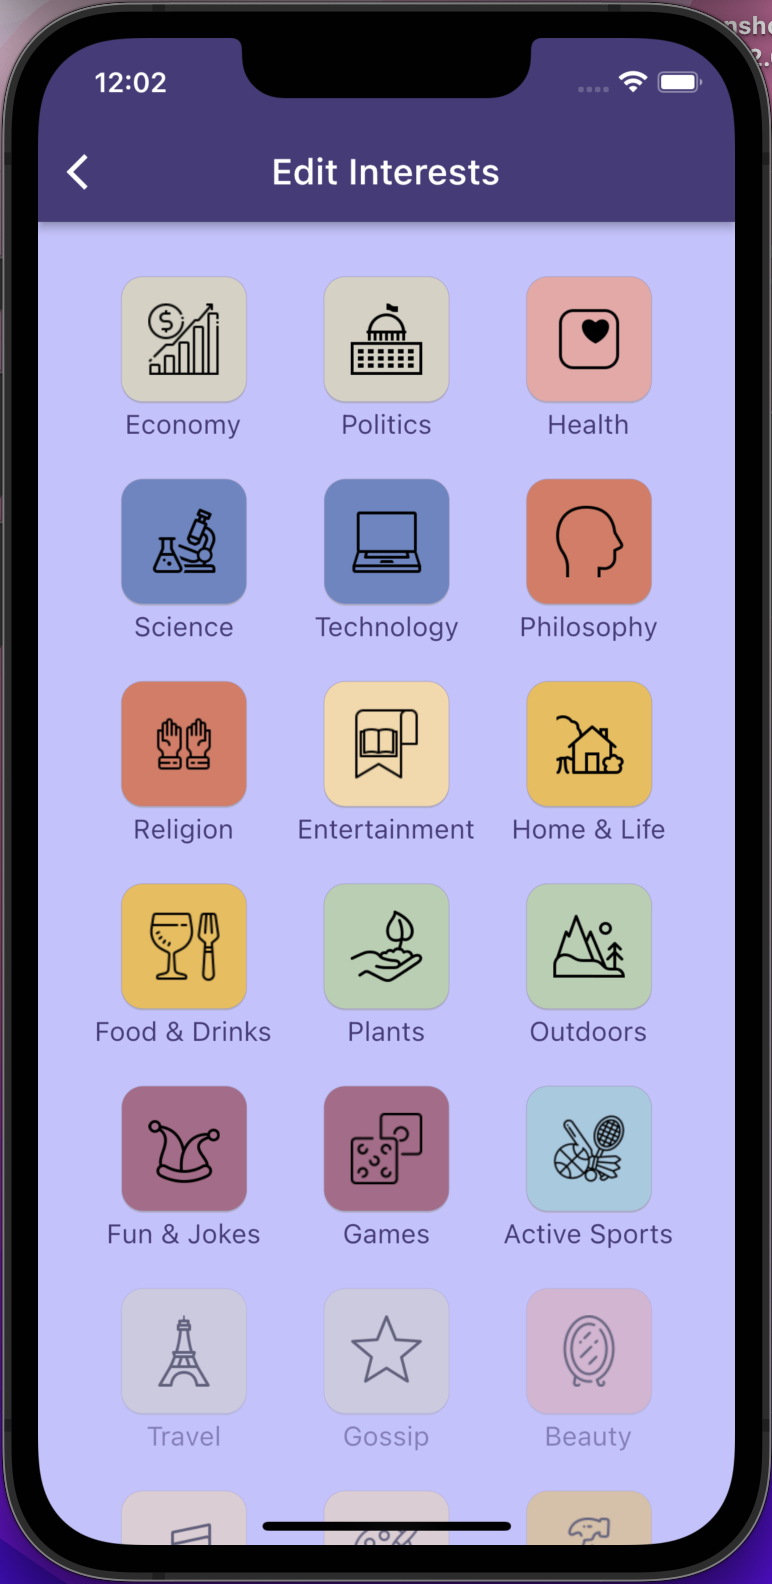 12:02
Edit Interests
Economy
Politics
Health
Science
Technology
Philosophy
Religion
Entertainment
Home & Life
Food & Drinks
Plants
Outdoors
Fun & Jokes
Games
Active Sports
Travel
Gossip
Beauty